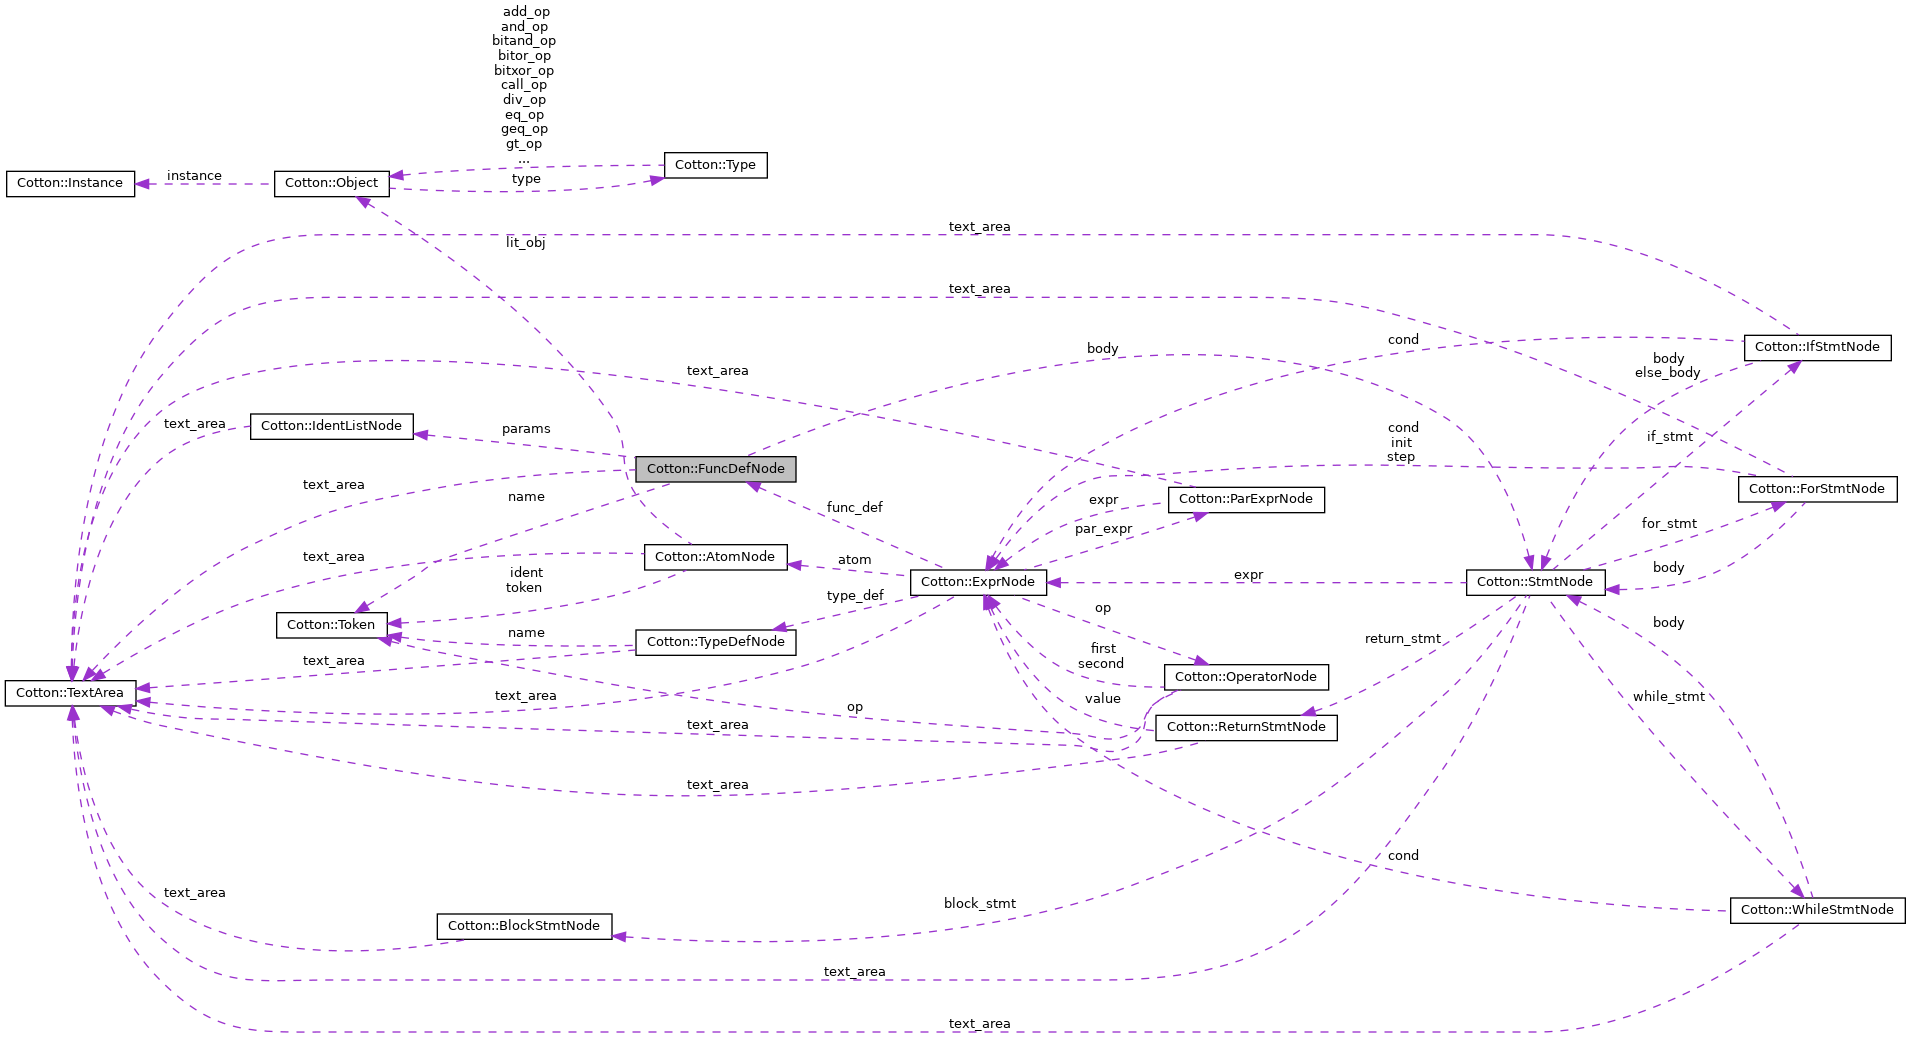 add_op
and_op
bitand_op
bitor_op
bitxor_op
call_op
div_op
eq_op
geq_op
gt_op
...
Cotton::Type
instance
type
Cotton::Instance
Cotton::Object
text_area
lit_obj
text_area
cond
body
Cotton::IfStmtNode
body
else_body
text_area
text_area
Cotton::IdentListNode
params
cond
init
step
if_stmt
Cotton::FuncDefNode
text_area
name
func_def
expr
Cotton::ParExprNode
Cotton::ForStmtNode
par_expr
for_stmt
text_area
Cotton::AtomNode
atom
ident
token
Cotton::ExprNode
expr
Cotton::StmtNode
body
type_def
op
Cotton::Token
name
Cotton::TypeDefNode
return_stmt
body
text_area
first
second
Cotton::OperatorNode
Cotton::TextArea
text_area
value
while_stmt
op
text_area
Cotton::ReturnStmtNode
text_area
cond
text_area
block_stmt
Cotton::WhileStmtNode
Cotton::BlockStmtNode
text_area
text_area